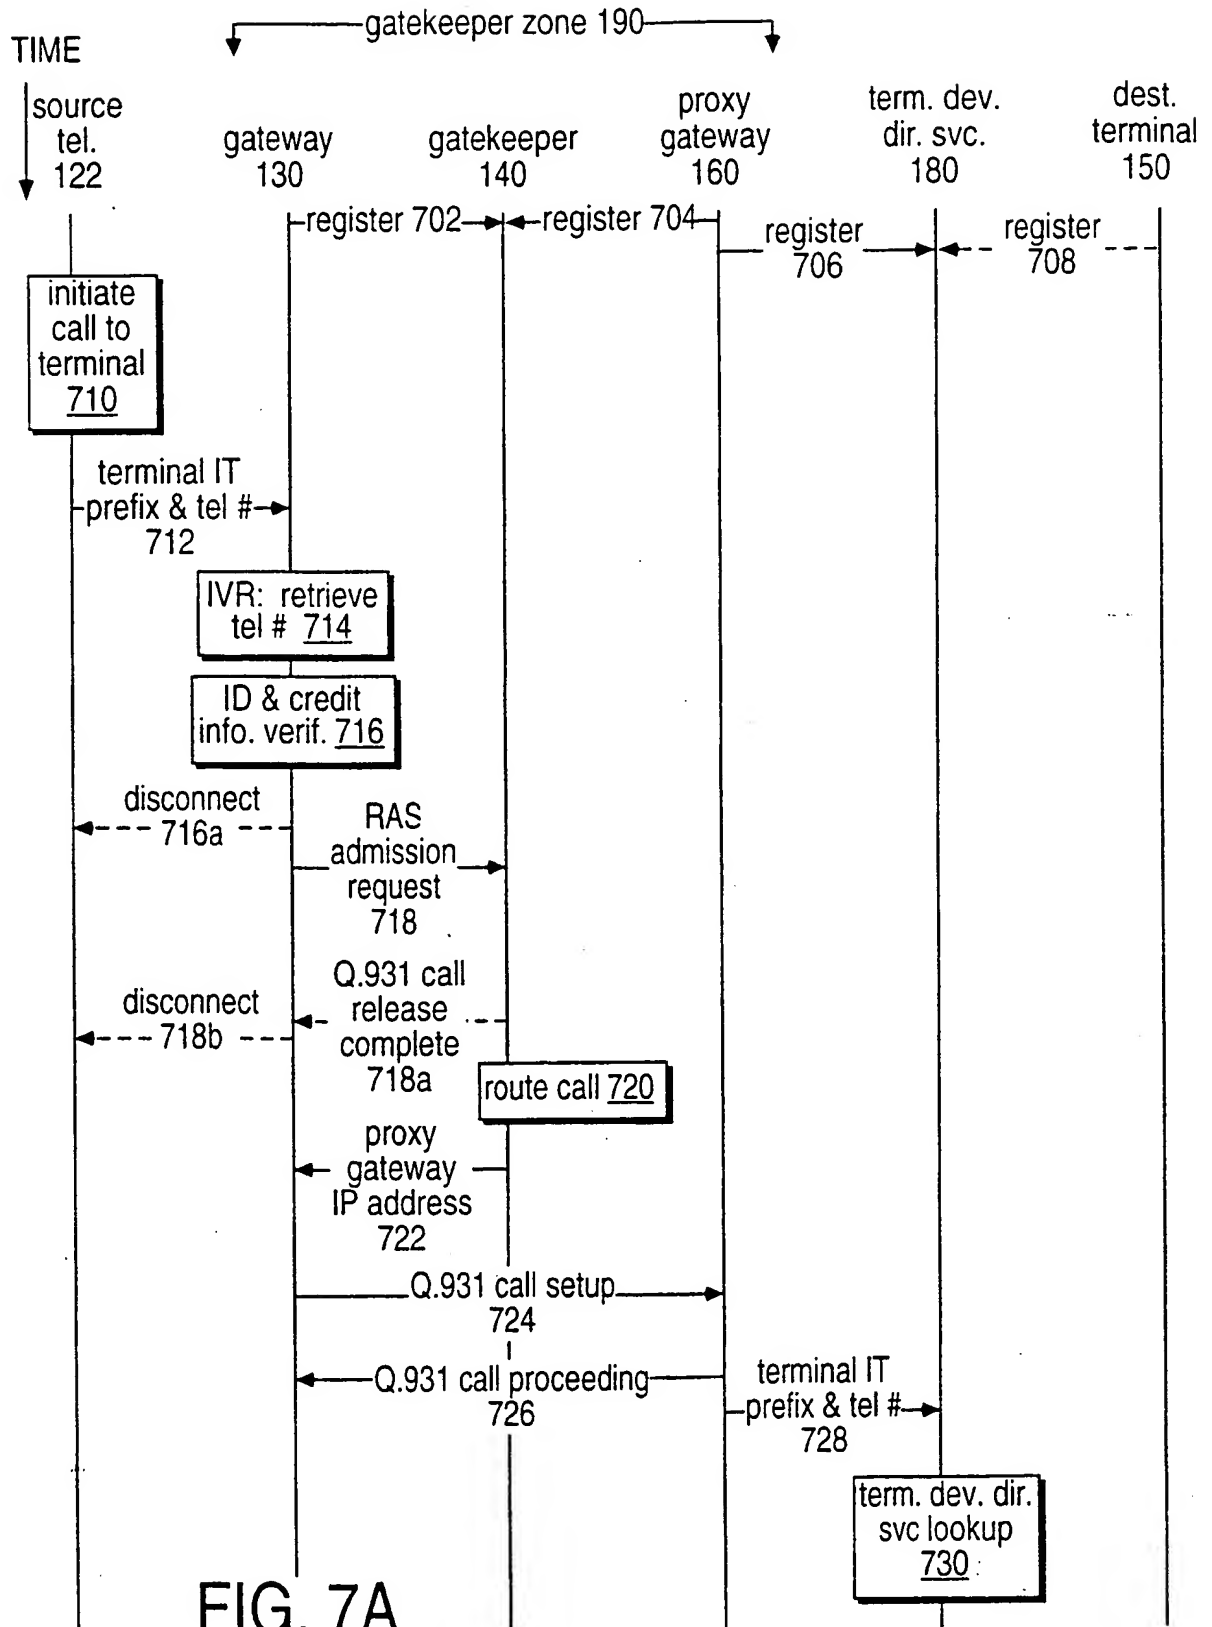 gatekeeper zone 190
TIME
source
tel.
122
gateway
130
gatekeeper
140
proxy
gateway
160
term. dev.
dir. svc.
180
dest.
terminal
150
register 702
register 704
register
706
register
708
initiate
call to
terminal
710
terminal IT
prefix & tel #
712
IVR: retrieve
tel # 714
ID & credit
info. verif. 716
disconnect
716a
RAS
admission
request
718
Q.931 call
release
complete
718a
disconnect
718b
route call 720
proxy
gateway
IP address
722
Q.931 call setup
724
Q.931 call proceeding
726
terminal IT
prefix & tel #
728
term. dev. dir.
svc lookup
730
FIG. 7A